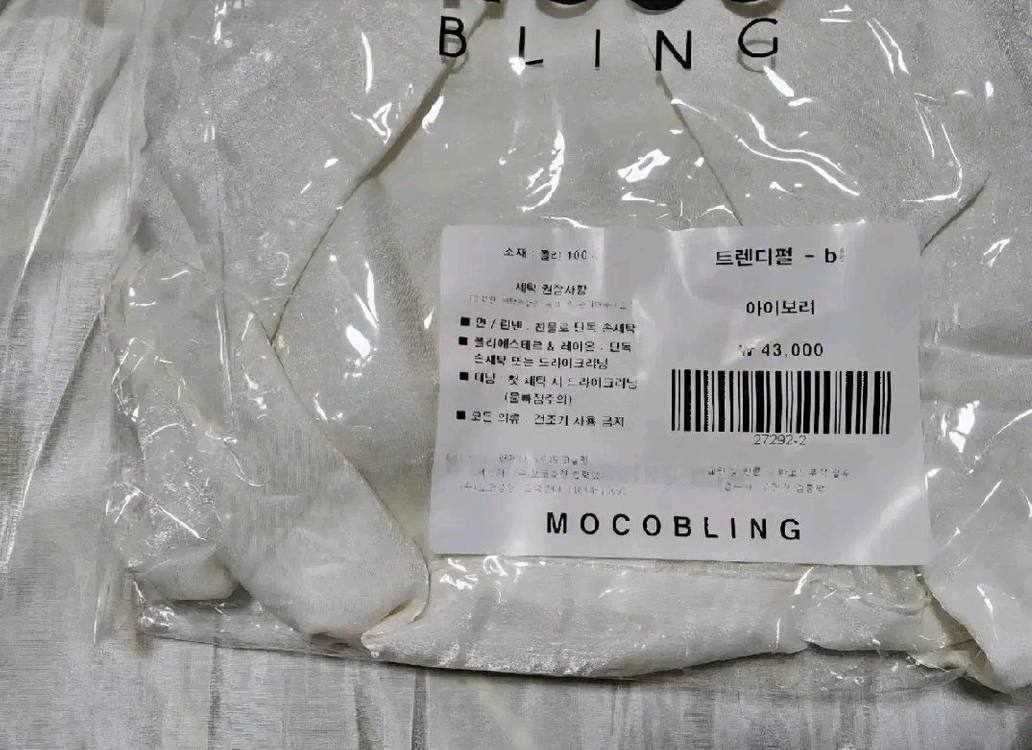 BLING
소재 : 폴리 100%
세탁 권장사항
■ 면 / 린넨 : 찬물로 단독 손세탁
■ 폴리에스테르 & 레이온 : 단독
손세탁 또는 드라이크리닝
■ 데님 : 첫 세탁 시 드라이크리닝
(물빠짐주의)
■ 모든 의류 : 건조기 사용 금지
트렌디펄 - b
아이보리
₩ 43,000
27292-2
MOCOBLING